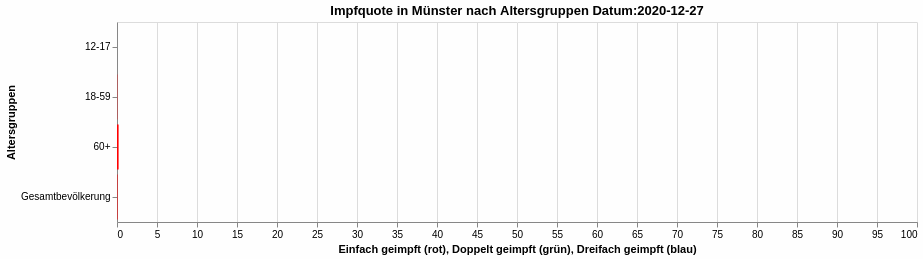 Impfquote in Münster nach Altersgruppen Datum:2020-12-27
Altersgruppen
12-17
18-59
60+
Gesamtbevölkerung
0 5 10 15 20 25 30 35 40 45 50 55 60 65 70 75 80 85 90 95 100
Einfach geimpft (rot), Doppelt geimpft (grün), Dreifach geimpft (blau)